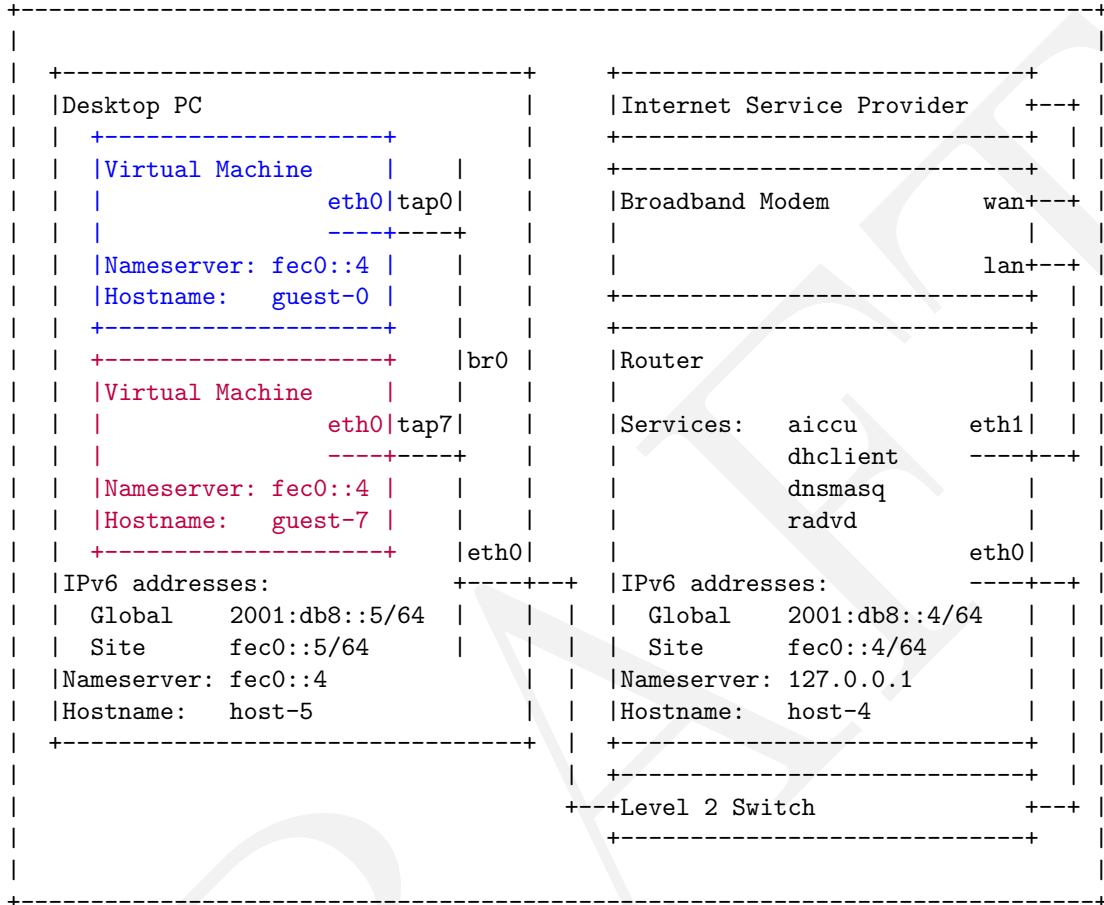 +-----------------------------------------------------------------------------+
|                                                                             |
|  +---------------------------------+     +-----------------------------+    |
|  |Desktop PC                       |     |Internet Service Provider    +--+ |
|  |  +--------------------+         |     +-----------------------------+  | |
|  |  |Virtual Machine     |    |    |     +-----------------------------+  | |
|  |  |                eth0|tap0|    |     |Broadband Modem           wan+--+ |
|  |  |                ----+----+    |     |                             |    |
|  |  |Nameserver: fec0::4 |    |    |     |                          lan+--+ |
|  |  |Hostname:   guest-0 |    |    |     +-----------------------------+  | |
|  |  +--------------------+    |    |     +-----------------------------+  | |
|  |  +--------------------+    |br0 |     |Router                       |  | |
|  |  |Virtual Machine     |    |    |     |                             |  | |
|  |  |                eth0|tap7|    |     |Services:   aiccu        eth1|  | |
|  |  |                ----+----+    |     |            dhclient     ----+--+ |
|  |  |Nameserver: fec0::4 |    |    |     |            dnsmasq          |    |
|  |  |Hostname:   guest-7 |    |    |     |            radvd            |    |
|  |  +--------------------+    |eth0|     |                         eth0|    |
|  |IPv6 addresses:             +----+--+  |IPv6 addresses:          ----+--+ |
|  |  Global    2001:db8::5/64  |    |  |  |  Global    2001:db8::4/64   |  | |
|  |  Site      fec0::5/64      |    |  |  |  Site      fec0::4/64       |  | |
|  |Nameserver: fec0::4              |  |  |Nameserver: 127.0.0.1        |  | |
|  |Hostname:   host-5               |  |  |Hostname:   host-4           |  | |
|  +---------------------------------+  |  +-----------------------------+  | |
|                                       |  +-----------------------------+  | |
|                                       +--+Level 2 Switch               +--+ |
|                                          +-----------------------------+    |
|                                                                             |
+-----------------------------------------------------------------------------+